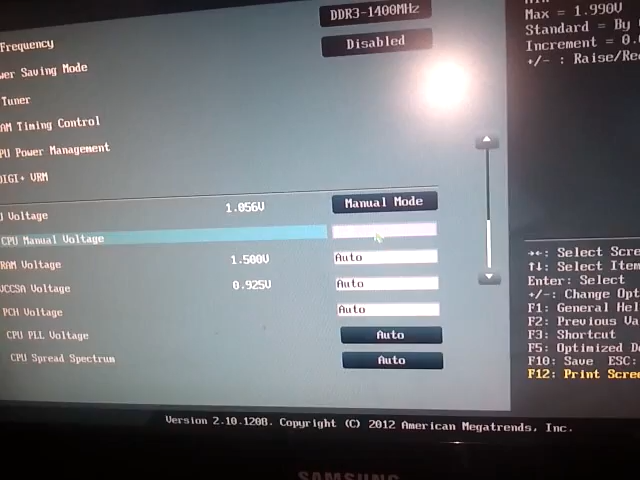 DDR3-1400MHz
Frequency
Disabled
wer Saving Mode
Tuner
AM Timing Control
PU Power Management
DIGI+ VRM
U Voltage 1.056V Manual Mode
CPU Manual Voltage
RAM Voltage 1.500V Auto
VCCSA Voltage 0.925V Auto
PCH Voltage Auto
CPU PLL Voltage Auto
CPU Spread Spectrum Auto
Max = 1.990V
Standard = By
Increment = 0.
+/- : Raise/Re
→←: Select Scre
↑↓: Select Item
Enter: Select
+/-: Change Opt
F1: General Hel
F2: Previous Va
F3: Shortcut
F5: Optimized D
F10: Save ESC:
F12: Print Scree
Version 2.10.1208. Copyright (C) 2012 American Megatrends, Inc.
SAMSUNG